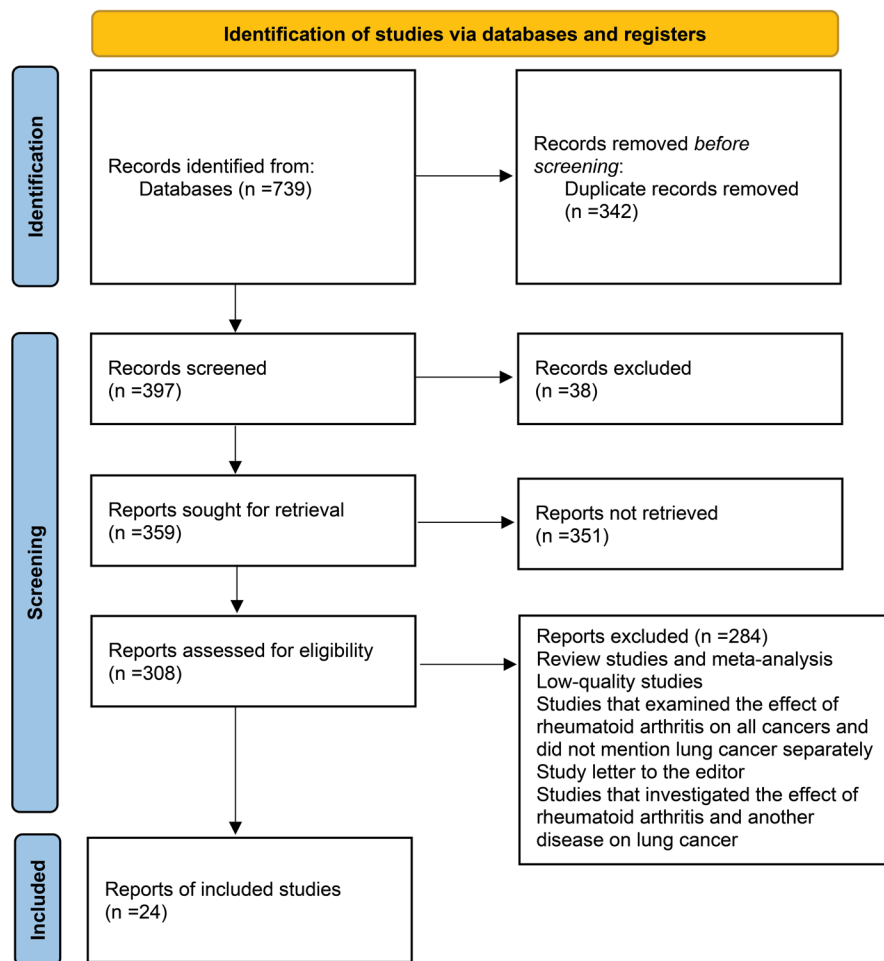 Identification of studies via databases and registers
Identification
Records identified from:
Databases (n =739)
Records removed before
screening:
Duplicate records removed
(n =342)
Screening
Records screened
(n =397)
Records excluded
(n =38)
Reports sought for retrieval
(n =359)
Reports not retrieved
(n =351)
Reports assessed for eligibility
(n =308)
Reports excluded (n =284)
Review studies and meta-analysis
Low-quality studies
Studies that examined the effect of
rheumatoid arthritis on all cancers and
did not mention lung cancer separately
Study letter to the editor
Studies that investigated the effect of
rheumatoid arthritis and another
disease on lung cancer
Included
Reports of included studies
(n =24)